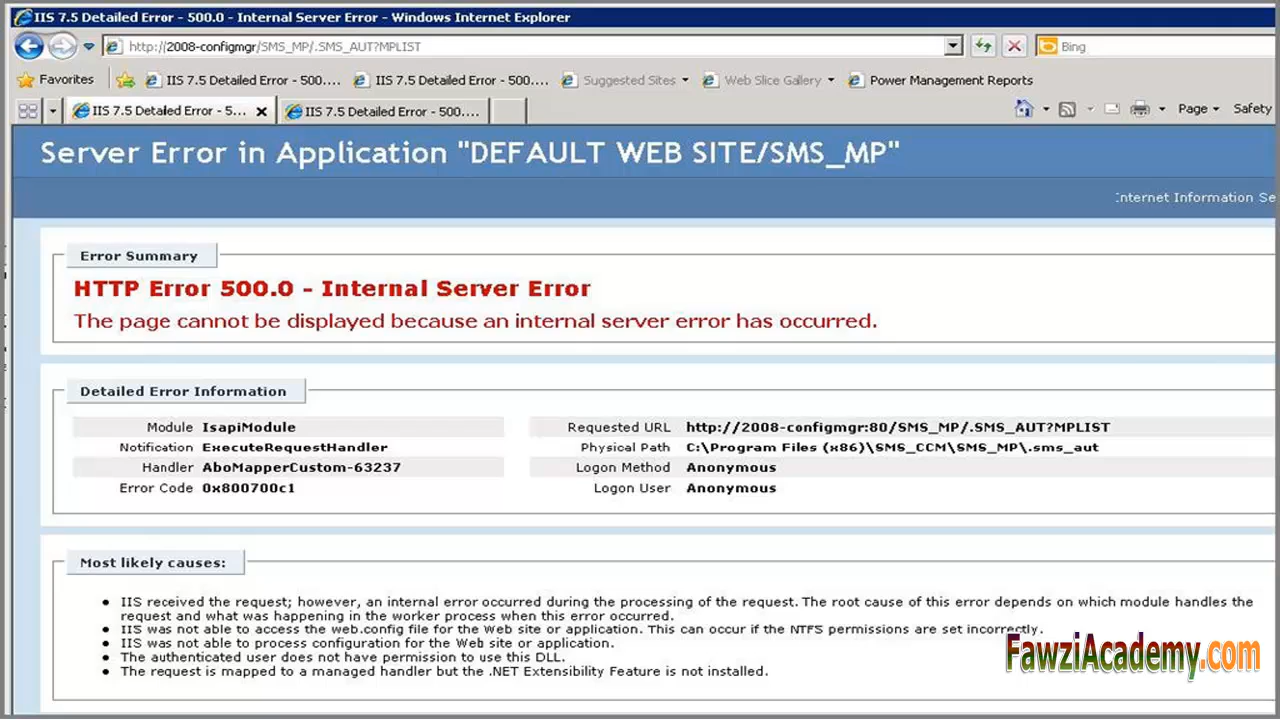 IIS 7.5 Detailed Error - 500.0 - Internal Server Error - Windows Internet Explorer
http://2008-configmgr/SMS_MP/.SMS_AUT?MPLIST
Bing
Favorites IIS 7.5 Detailed Error - 500.... IIS 7.5 Detailed Error - 500.... Suggested Sites Web Slice Gallery Power Management Reports
IIS 7.5 Detailed Error - 5... IIS 7.5 Detailed Error - 500.... Page Safety
Server Error in Application "DEFAULT WEB SITE/SMS_MP"
Internet Information Se
Error Summary
HTTP Error 500.0 - Internal Server Error
The page cannot be displayed because an internal server error has occurred.
Detailed Error Information
Module IsapiModule
Notification ExecuteRequestHandler
Handler AboMapperCustom-63237
Error Code 0x800700c1
Requested URL http://2008-configmgr:80/SMS_MP/.SMS_AUT?MPLIST
Physical Path C:\Program Files (x86)\SMS_CCM\SMS_MP\.sms_aut
Logon Method Anonymous
Logon User Anonymous
Most likely causes:
• IIS received the request; however, an internal error occurred during the processing of the request. The root cause of this error depends on which module handles the
request and what was happening in the worker process when this error occurred.
• IIS was not able to access the web.config file for the Web site or application. This can occur if the NTFS permissions are set incorrectly.
• IIS was not able to process configuration for the Web site or application.
• The authenticated user does not have permission to use this DLL.
• The request is mapped to a managed handler but the .NET Extensibility Feature is not installed.
FawziAcademy.com